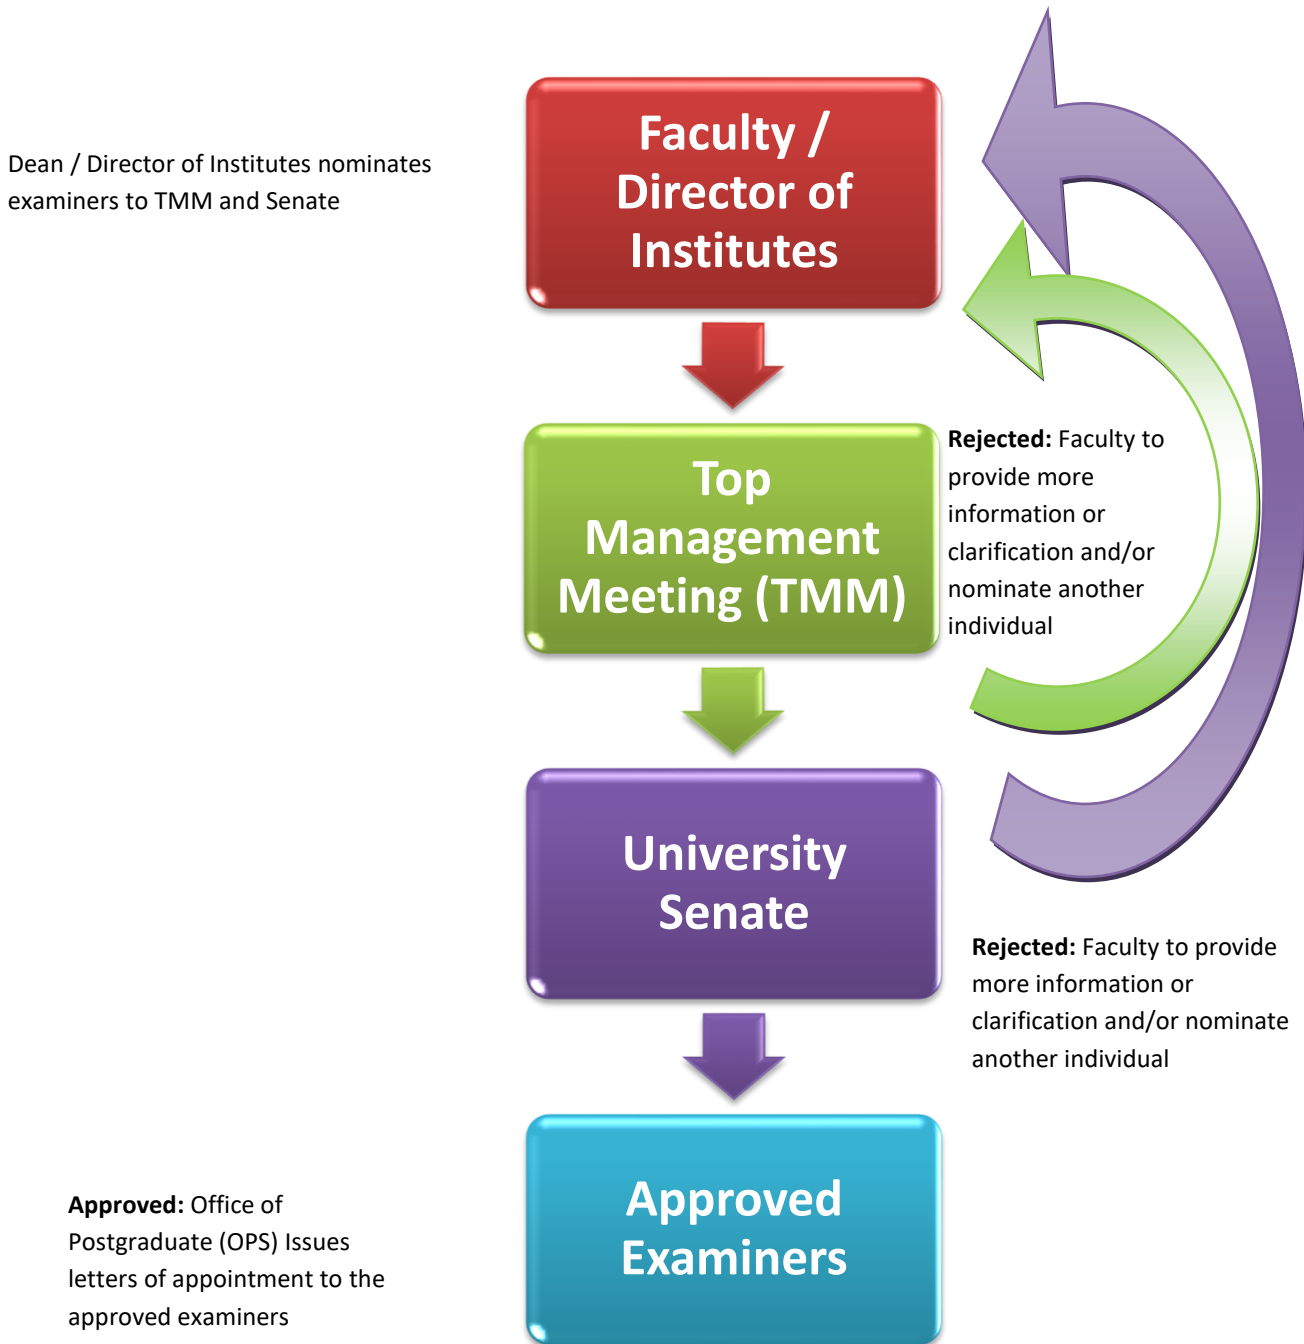 Faculty /
Director of
Institutes
Dean / Director of Institutes nominates
examiners to TMM and Senate
Top
Management
Meeting (TMM)
Rejected: Faculty to
provide more
information or
clarification and/or
nominate another
individual
University
Senate
Rejected: Faculty to provide
more information or
clarification and/or nominate
another individual
Approved
Examiners
Approved: Office of
Postgraduate (OPS) Issues
letters of appointment to the
approved examiners